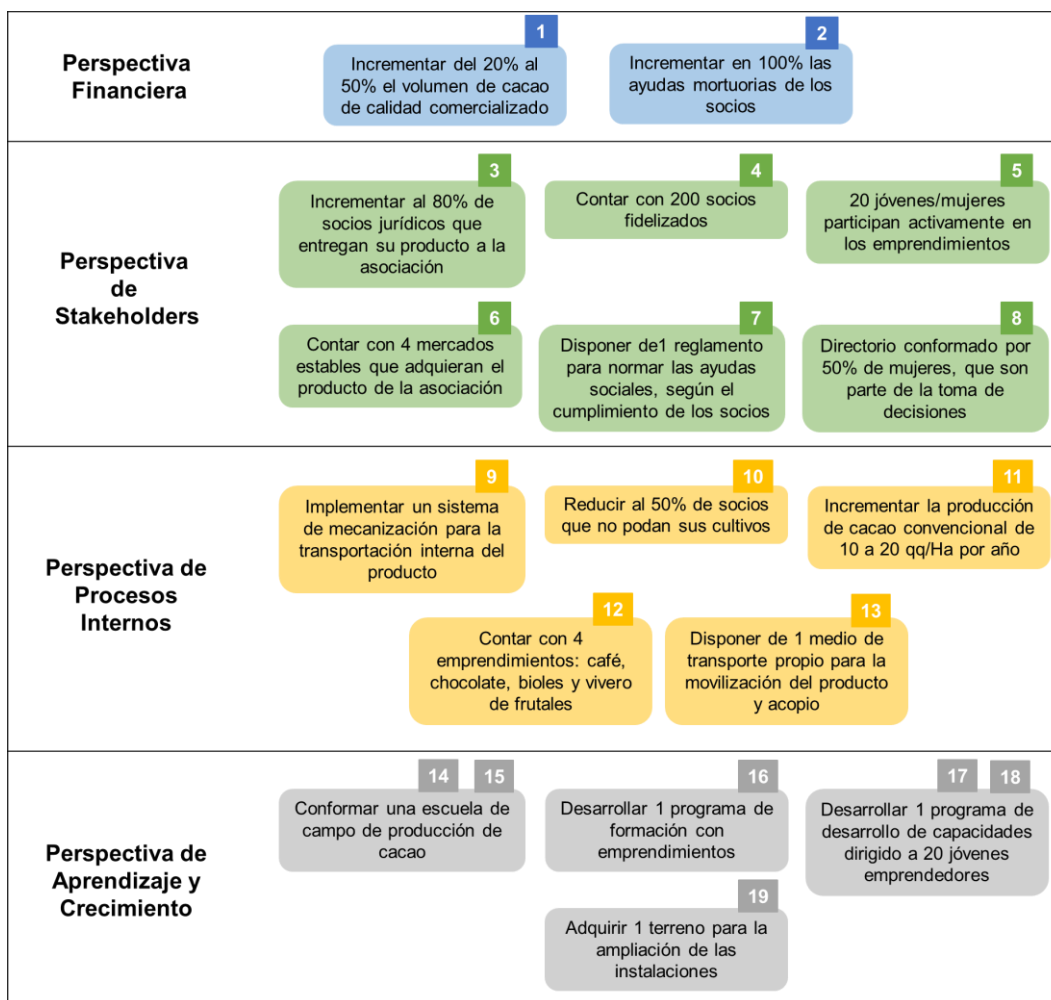 Perspectiva
Financiera
1
Incrementar del 20% al
50% el volumen de cacao
de calidad comercializado
2
Incrementar en 100% las
ayudas mortuorias de los
socios
Perspectiva
de
Stakeholders
3
Incrementar al 80% de
socios jurídicos que
entregan su producto a la
asociación
4
Contar con 200 socios
fidelizados
5
20 jóvenes/mujeres
participan activamente en
los emprendimientos
6
Contar con 4 mercados
estables que adquieran el
producto de la asociación
7
Disponer de1 reglamento
para normar las ayudas
sociales, según el
cumplimiento de los socios
8
Directorio conformado por
50% de mujeres, que son
parte de la toma de
decisiones
Perspectiva de
Procesos
Internos
9
Implementar un sistema
de mecanización para la
transportación interna del
producto
10
Reducir al 50% de socios
que no podan sus cultivos
11
Incrementar la producción
de cacao convencional de
10 a 20 qq/Ha por año
12
Contar con 4
emprendimientos: café,
chocolate, bioles y vivero
de frutales
13
Disponer de 1 medio de
transporte propio para la
movilización del producto
y acopio
Perspectiva de
Aprendizaje y
Crecimiento
14 15
Conformar una escuela de
campo de producción de
cacao
16
Desarrollar 1 programa de
formación con
emprendimientos
17 18
Desarrollar 1 programa de
desarrollo de capacidades
dirigido a 20 jóvenes
emprendedores
19
Adquirir 1 terreno para la
ampliación de las
instalaciones